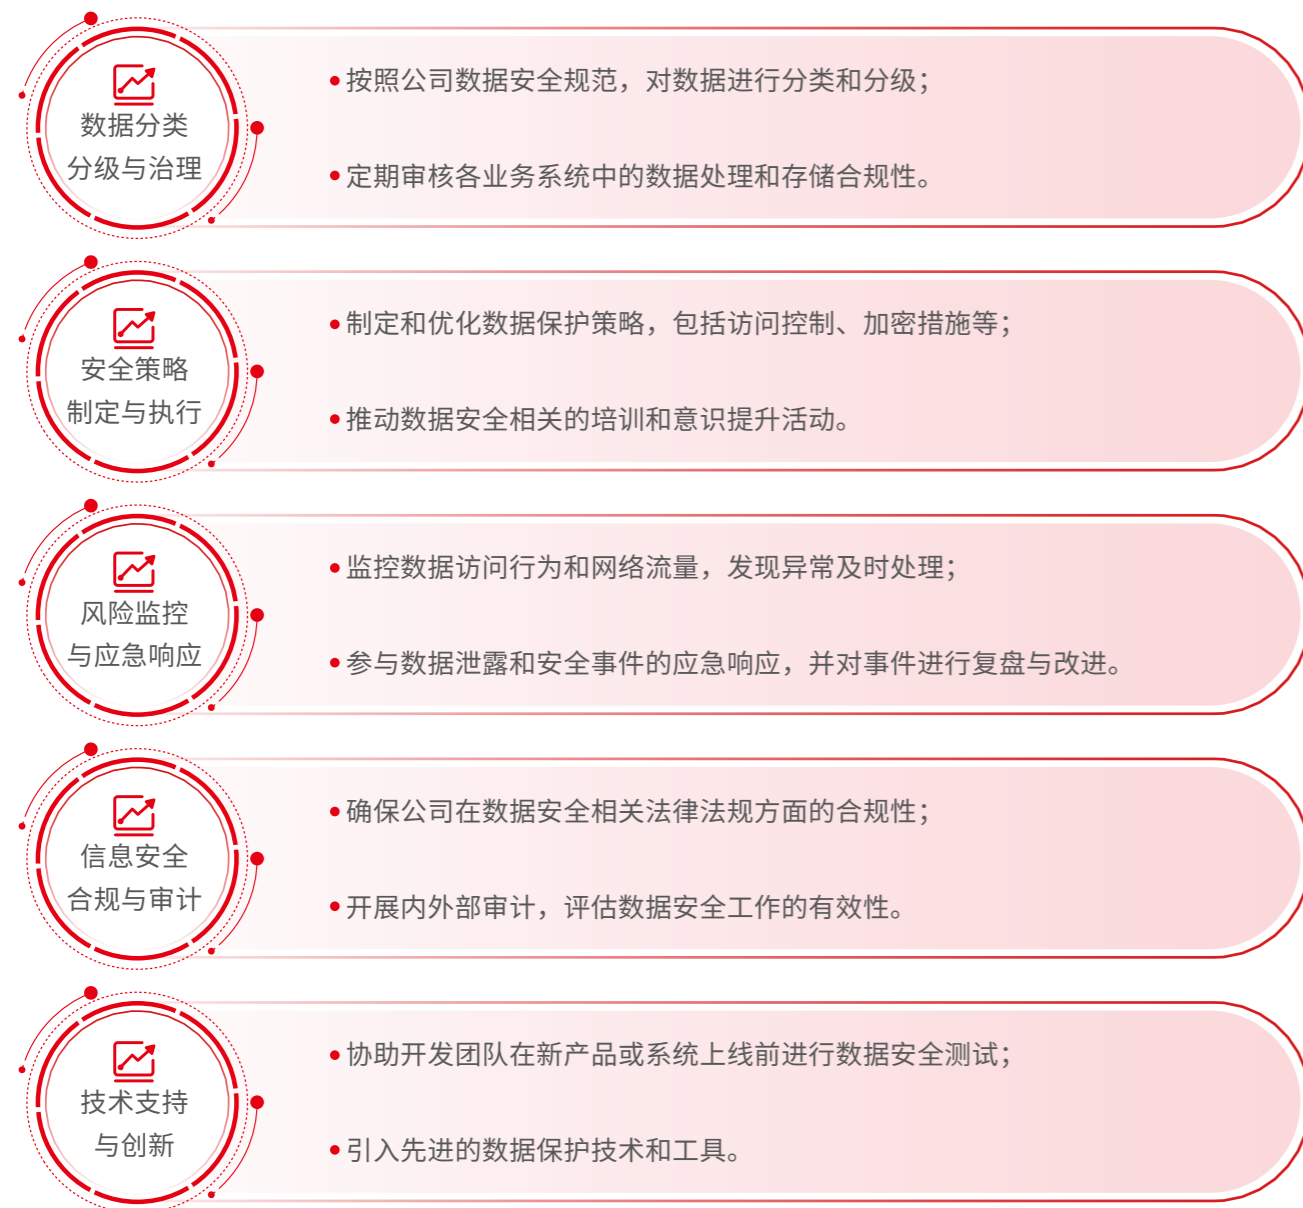 数据分类
分级与治理
•按照公司数据安全规范，对数据进行分类和分级；
•定期审核各业务系统中的数据处理和存储合规性。
安全策略
制定与执行
•制定和优化数据保护策略，包括访问控制、加密措施等；
•推动数据安全相关的培训和意识提升活动。
风险监控
与应急响应
•监控数据访问行为和网络流量，发现异常及时处理；
•参与数据泄露和安全事件的应急响应，并对事件进行复盘与改进。
信息安全
合规与审计
•确保公司在数据安全相关法律法规方面的合规性；
•开展内外部审计，评估数据安全工作的有效性。
技术支持
与创新
•协助开发团队在新产品或系统上线前进行数据安全测试；
•引入先进的数据保护技术和工具。